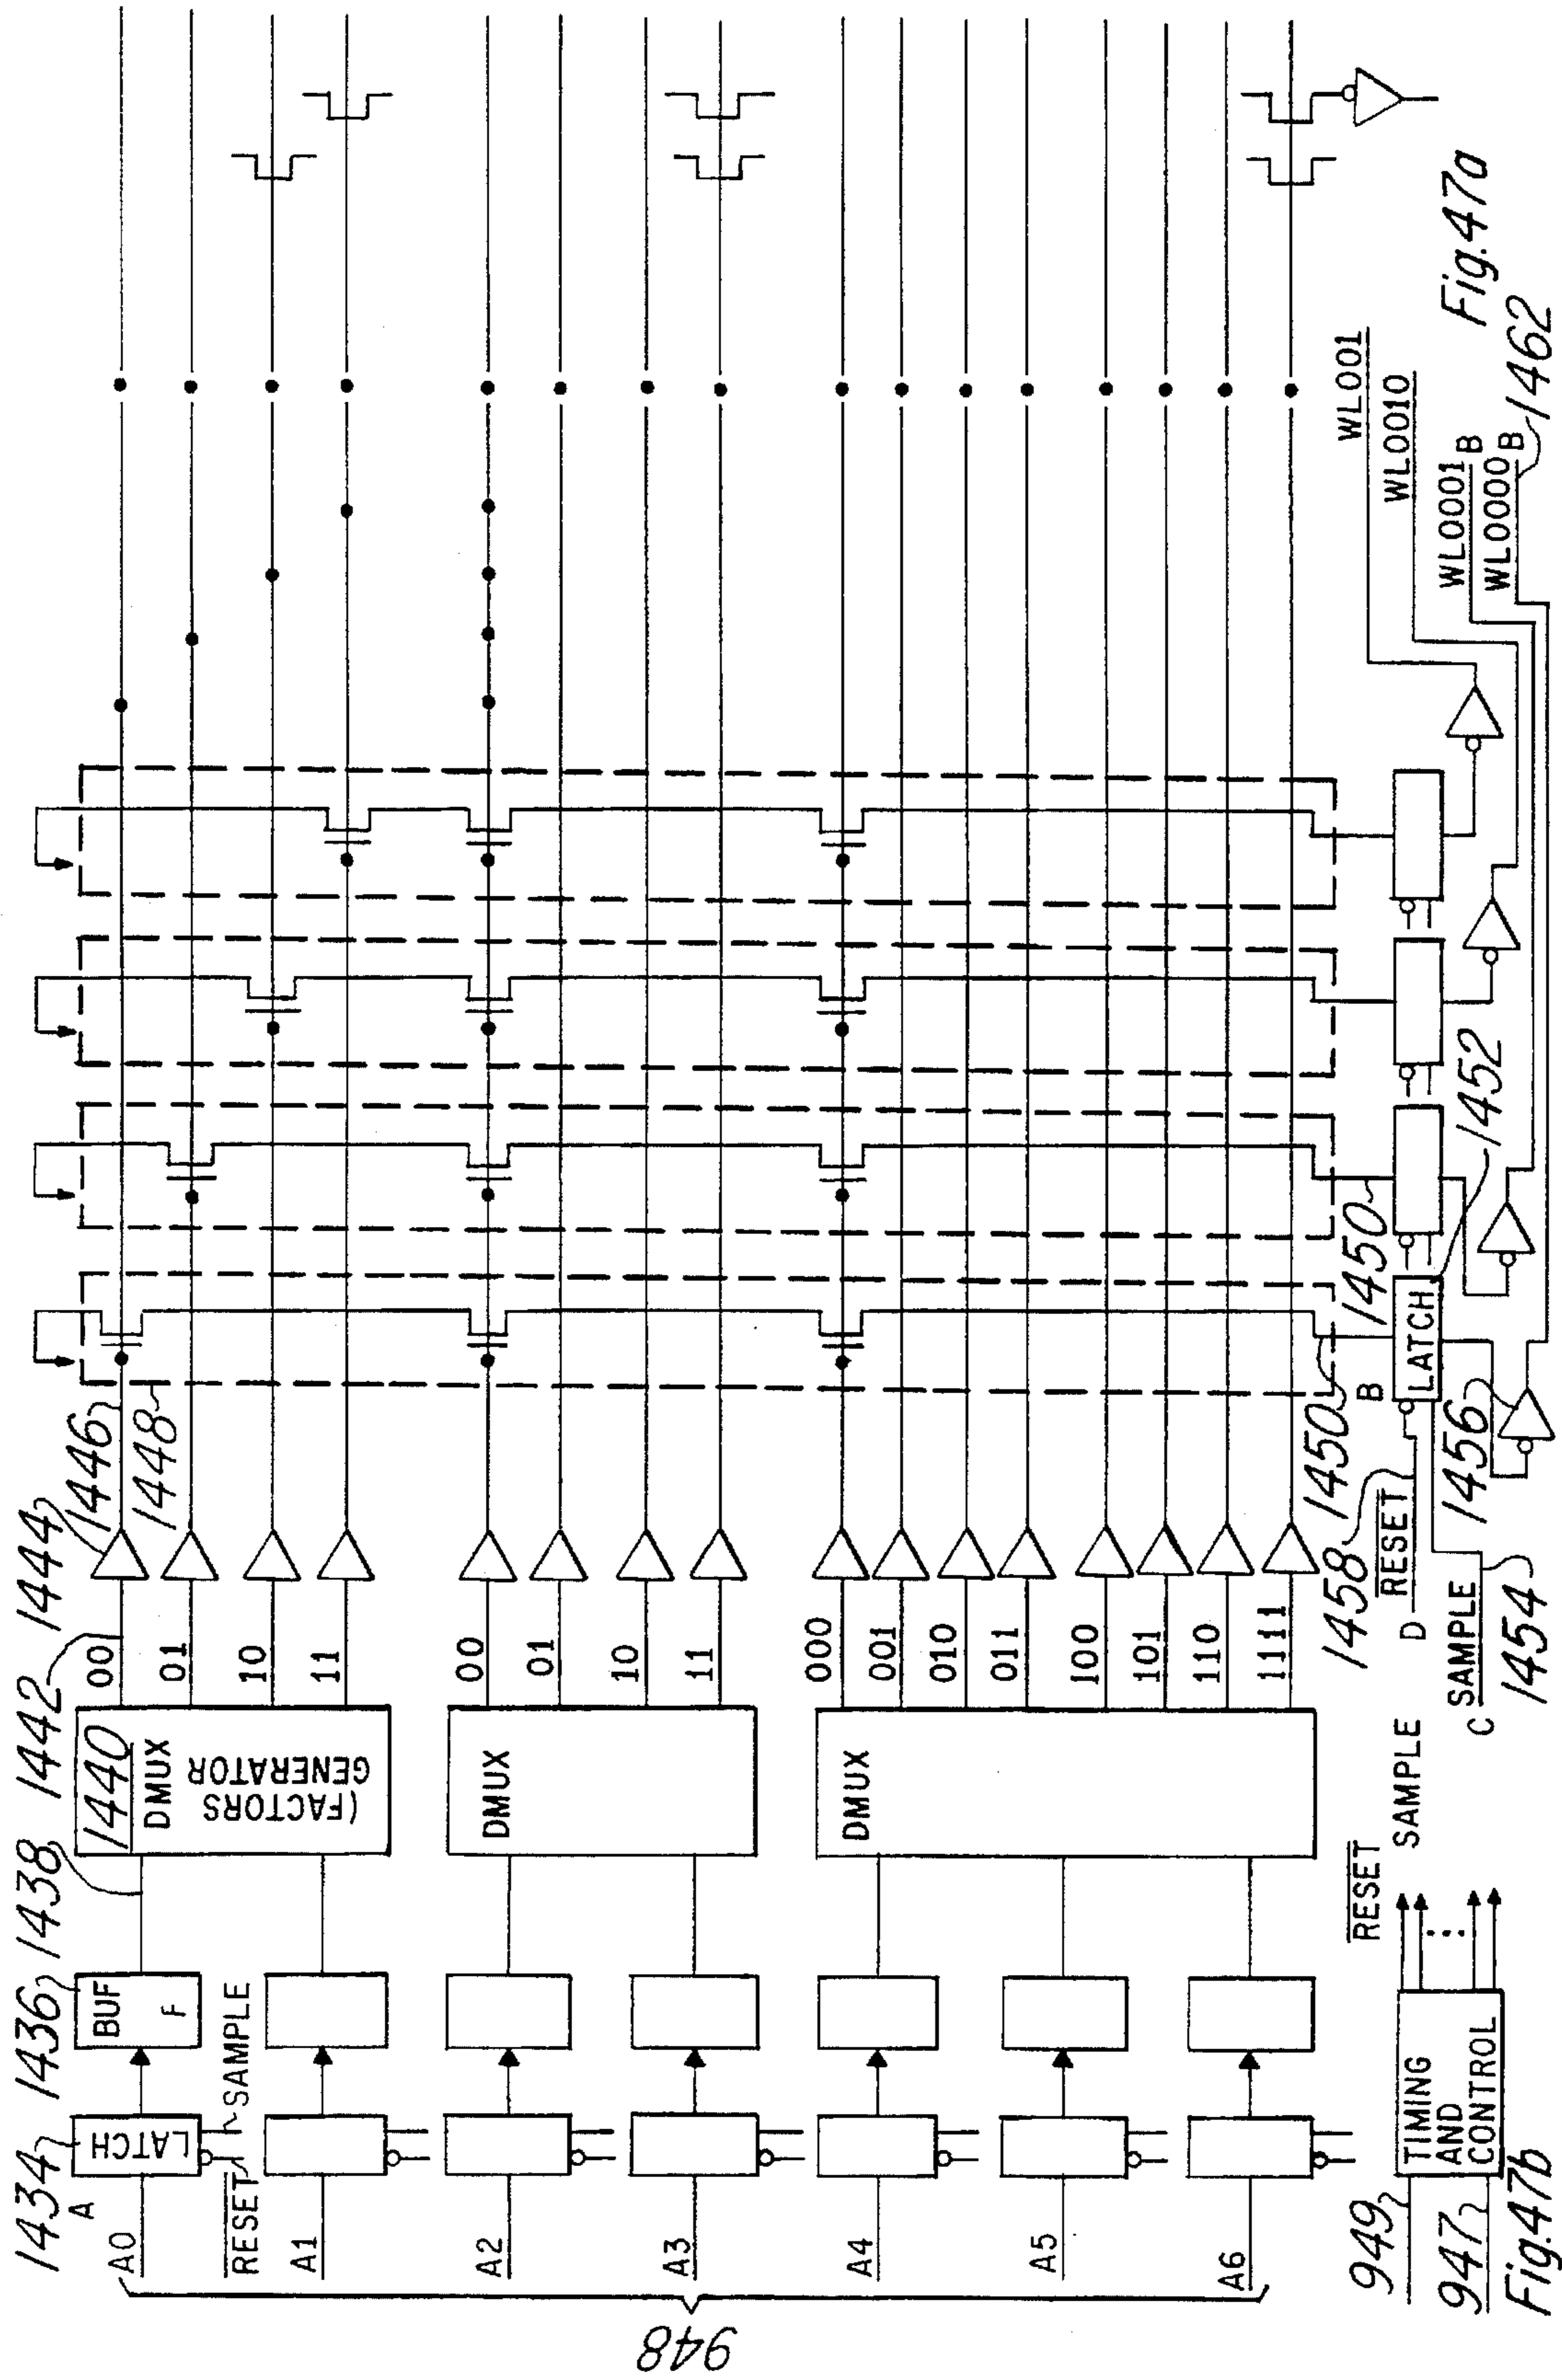 1434
A
1436
1438
1442
1444
1446
1448
948
A0
LATCH
RESET
SAMPLE
BUF
F
1440
DMUX
(FACTORS
GENERATOR
00
01
10
11
A1
A2
A3
DMUX
00
01
10
11
A4
A5
A6
DMUX
000
001
010
011
100
101
110
1111
1450
1450
B
LATCH
1452
1458
RESET
D
SAMPLE
C
1454
1456
WL001
WL0010
WL0001 B
WL0000 B
1462
Fig.47a
RESET
SAMPLE
949
947
TIMING
AND
CONTROL
Fig.47b